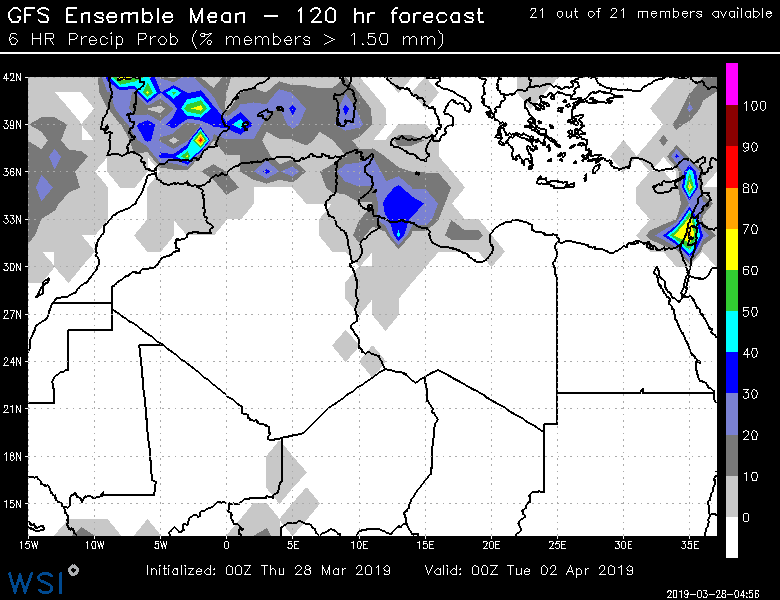 GFS Ensemble Mean – 120 hr forecast
21 out of 21 members available
6 HR Precip Prob (% members > 1.50 mm)
42N
39N
36N
33N
30N
27N
24N
21N
18N
15N
15W 10W 5W 0 5E 10E 15E 20E 25E 30E 35E
100
90
80
70
60
50
40
30
20
10
0
WSI
Initialized: 00Z Thu 28 Mar 2019 Valid: 00Z Tue 02 Apr 2019
2019-03-28-04:56